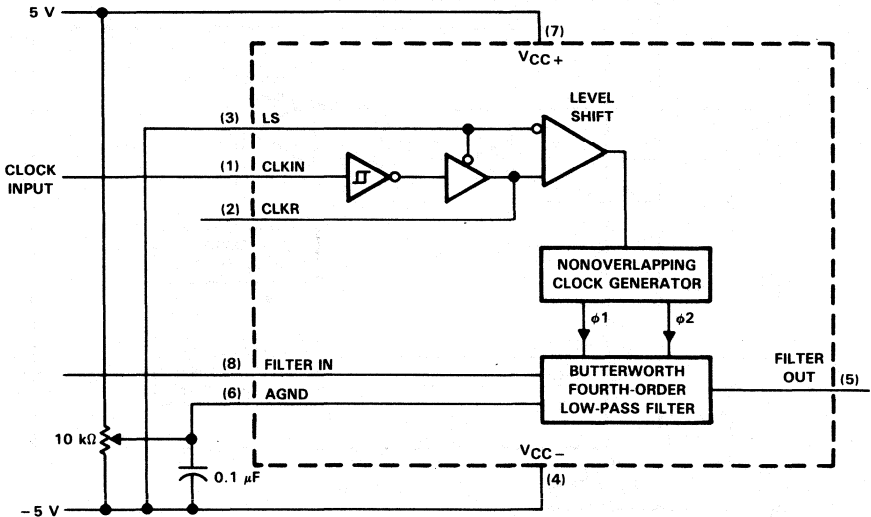 5 V
(7)
VCC+
LEVEL
SHIFT
(3) LS
CLOCK
INPUT
(1) CLKIN
(2) CLKR
NONOVERLAPPING
CLOCK GENERATOR
ϕ1
ϕ2
(8) FILTER IN
BUTTERWORTH
FOURTH-ORDER
LOW-PASS FILTER
FILTER
OUT
(5)
(6) AGND
10 kΩ
VCC−
0.1 μF
(4)
−5 V